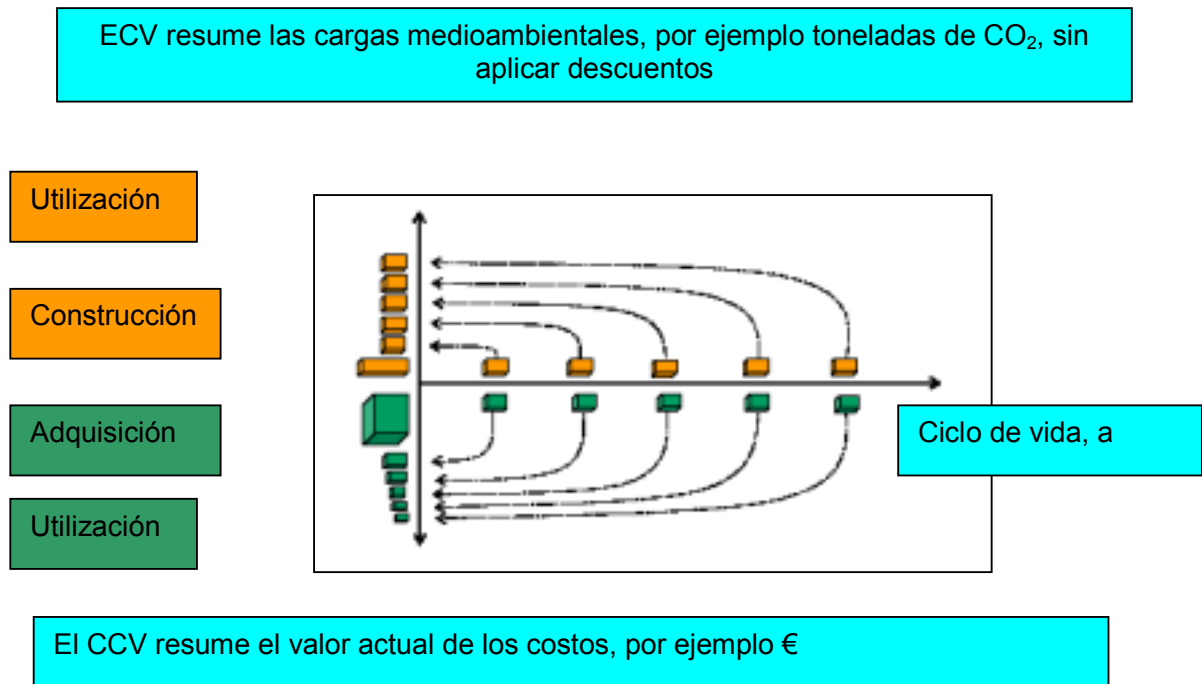 ECV resume las cargas medioambientales, por ejemplo toneladas de CO₂, sin
aplicar descuentos
Utilización
Construcción
Adquisición
Ciclo de vida, a
Utilización
El CCV resume el valor actual de los costos, por ejemplo €